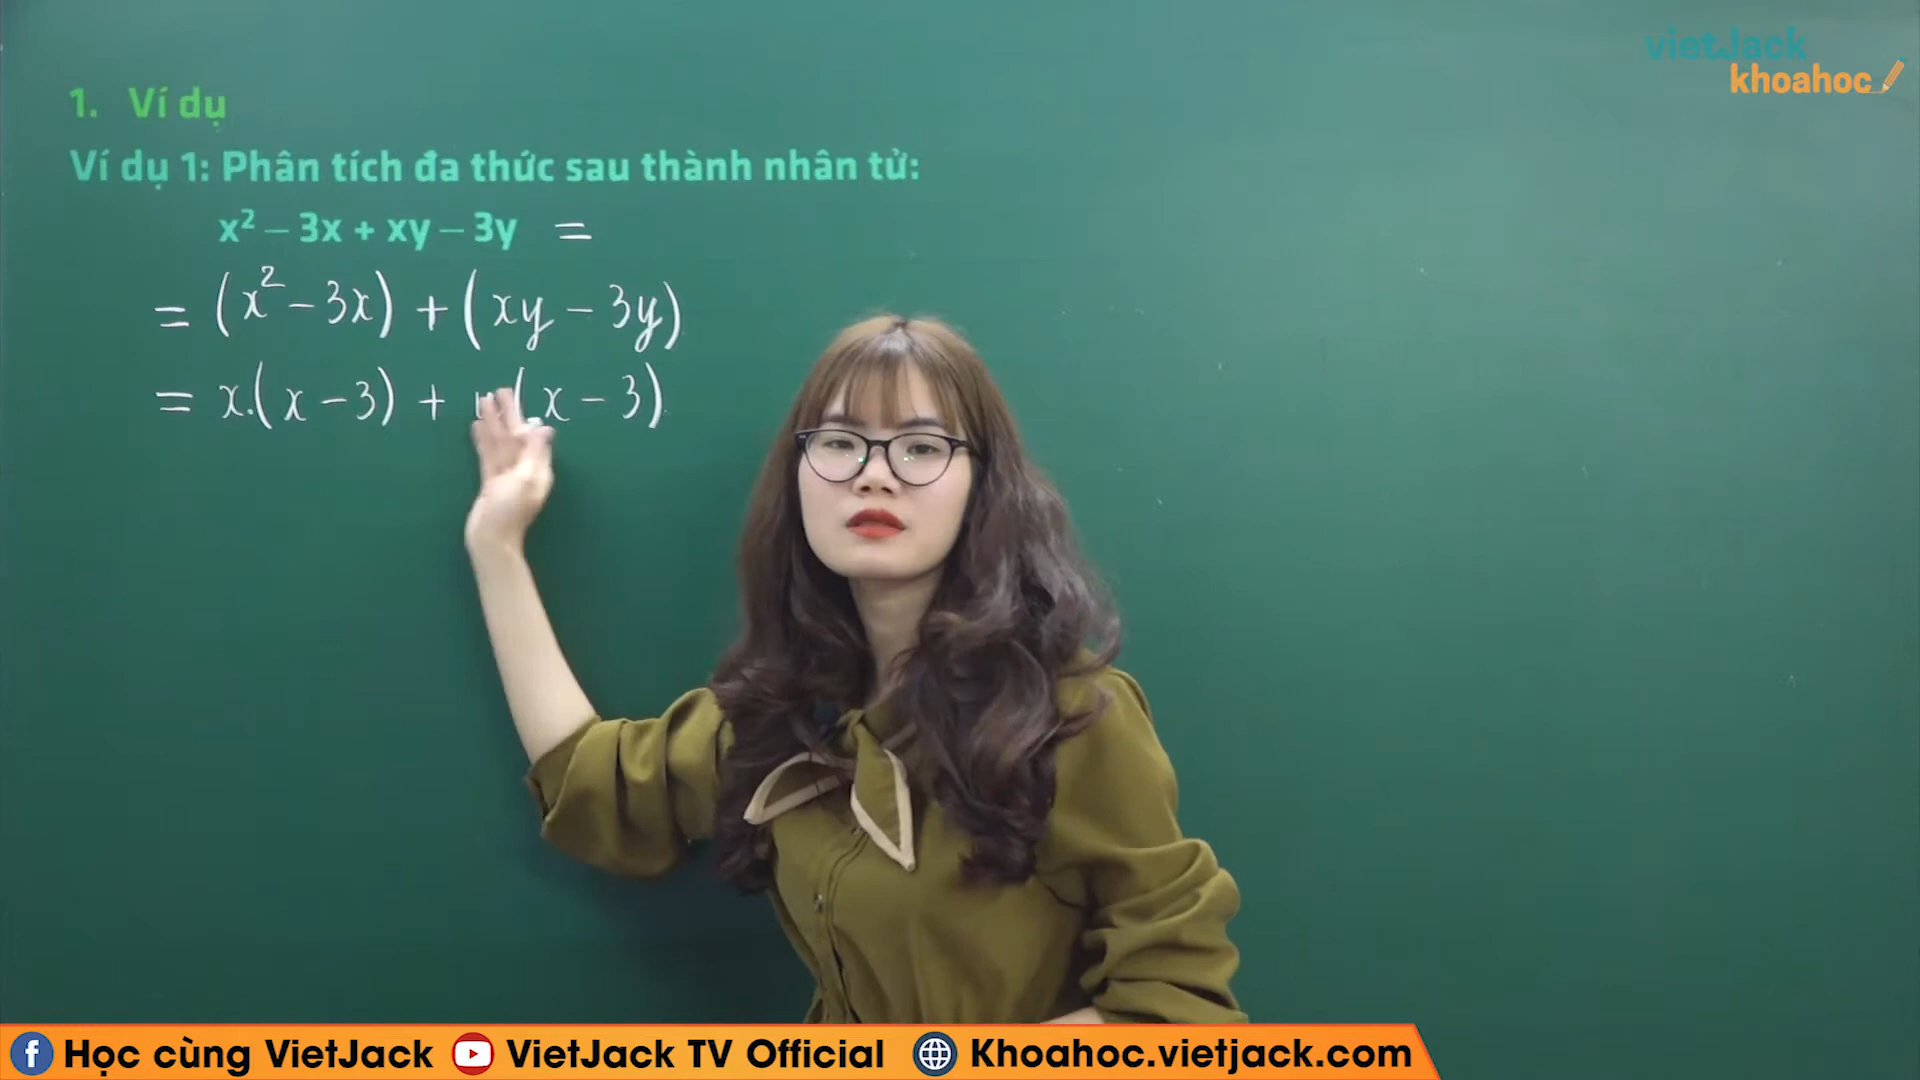 vietJack
khoahoc
1. Ví dụ
Ví dụ 1: Phân tích đa thức sau thành nhân tử:
x² – 3x + xy – 3y =
= (x² – 3x) + (xy – 3y)
= x.(x – 3) + (x – 3)
Học cùng VietJack VietJack TV Official Khoahoc.vietjack.com